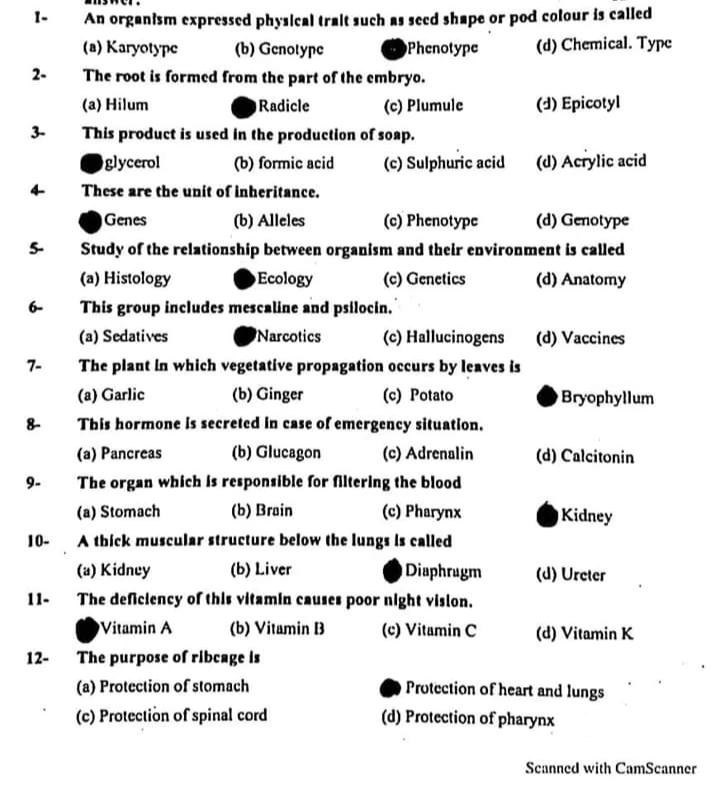 1- An organism expressed physical trait such as seed shape or pod colour is called
(a) Karyotype (b) Genotype Phenotype (d) Chemical. Type
2- The root is formed from the part of the embryo.
(a) Hilum Radicle (c) Plumule (d) Epicotyl
3- This product is used in the production of soap.
glycerol (b) formic acid (c) Sulphuric acid (d) Acrylic acid
4- These are the unit of inheritance.
Genes (b) Alleles (c) Phenotype (d) Genotype
5- Study of the relationship between organism and their environment is called
(a) Histology Ecology (c) Genetics (d) Anatomy
6- This group includes mescaline and psilocin.
(a) Sedatives Narcotics (c) Hallucinogens (d) Vaccines
7- The plant in which vegetative propagation occurs by leaves is
(a) Garlic (b) Ginger (c) Potato Bryophyllum
8- This hormone is secreted in case of emergency situation.
(a) Pancreas (b) Glucagon (c) Adrenalin (d) Calcitonin
9- The organ which is responsible for filtering the blood
(a) Stomach (b) Brain (c) Pharynx Kidney
10- A thick muscular structure below the lungs is called
(a) Kidney (b) Liver Diaphrugm (d) Ureter
11- The deficiency of this vitamin causes poor night vision.
Vitamin A (b) Vitamin B (c) Vitamin C (d) Vitamin K
12- The purpose of ribcage is
(a) Protection of stomach Protection of heart and lungs
(c) Protection of spinal cord (d) Protection of pharynx
Scanned with CamScanner